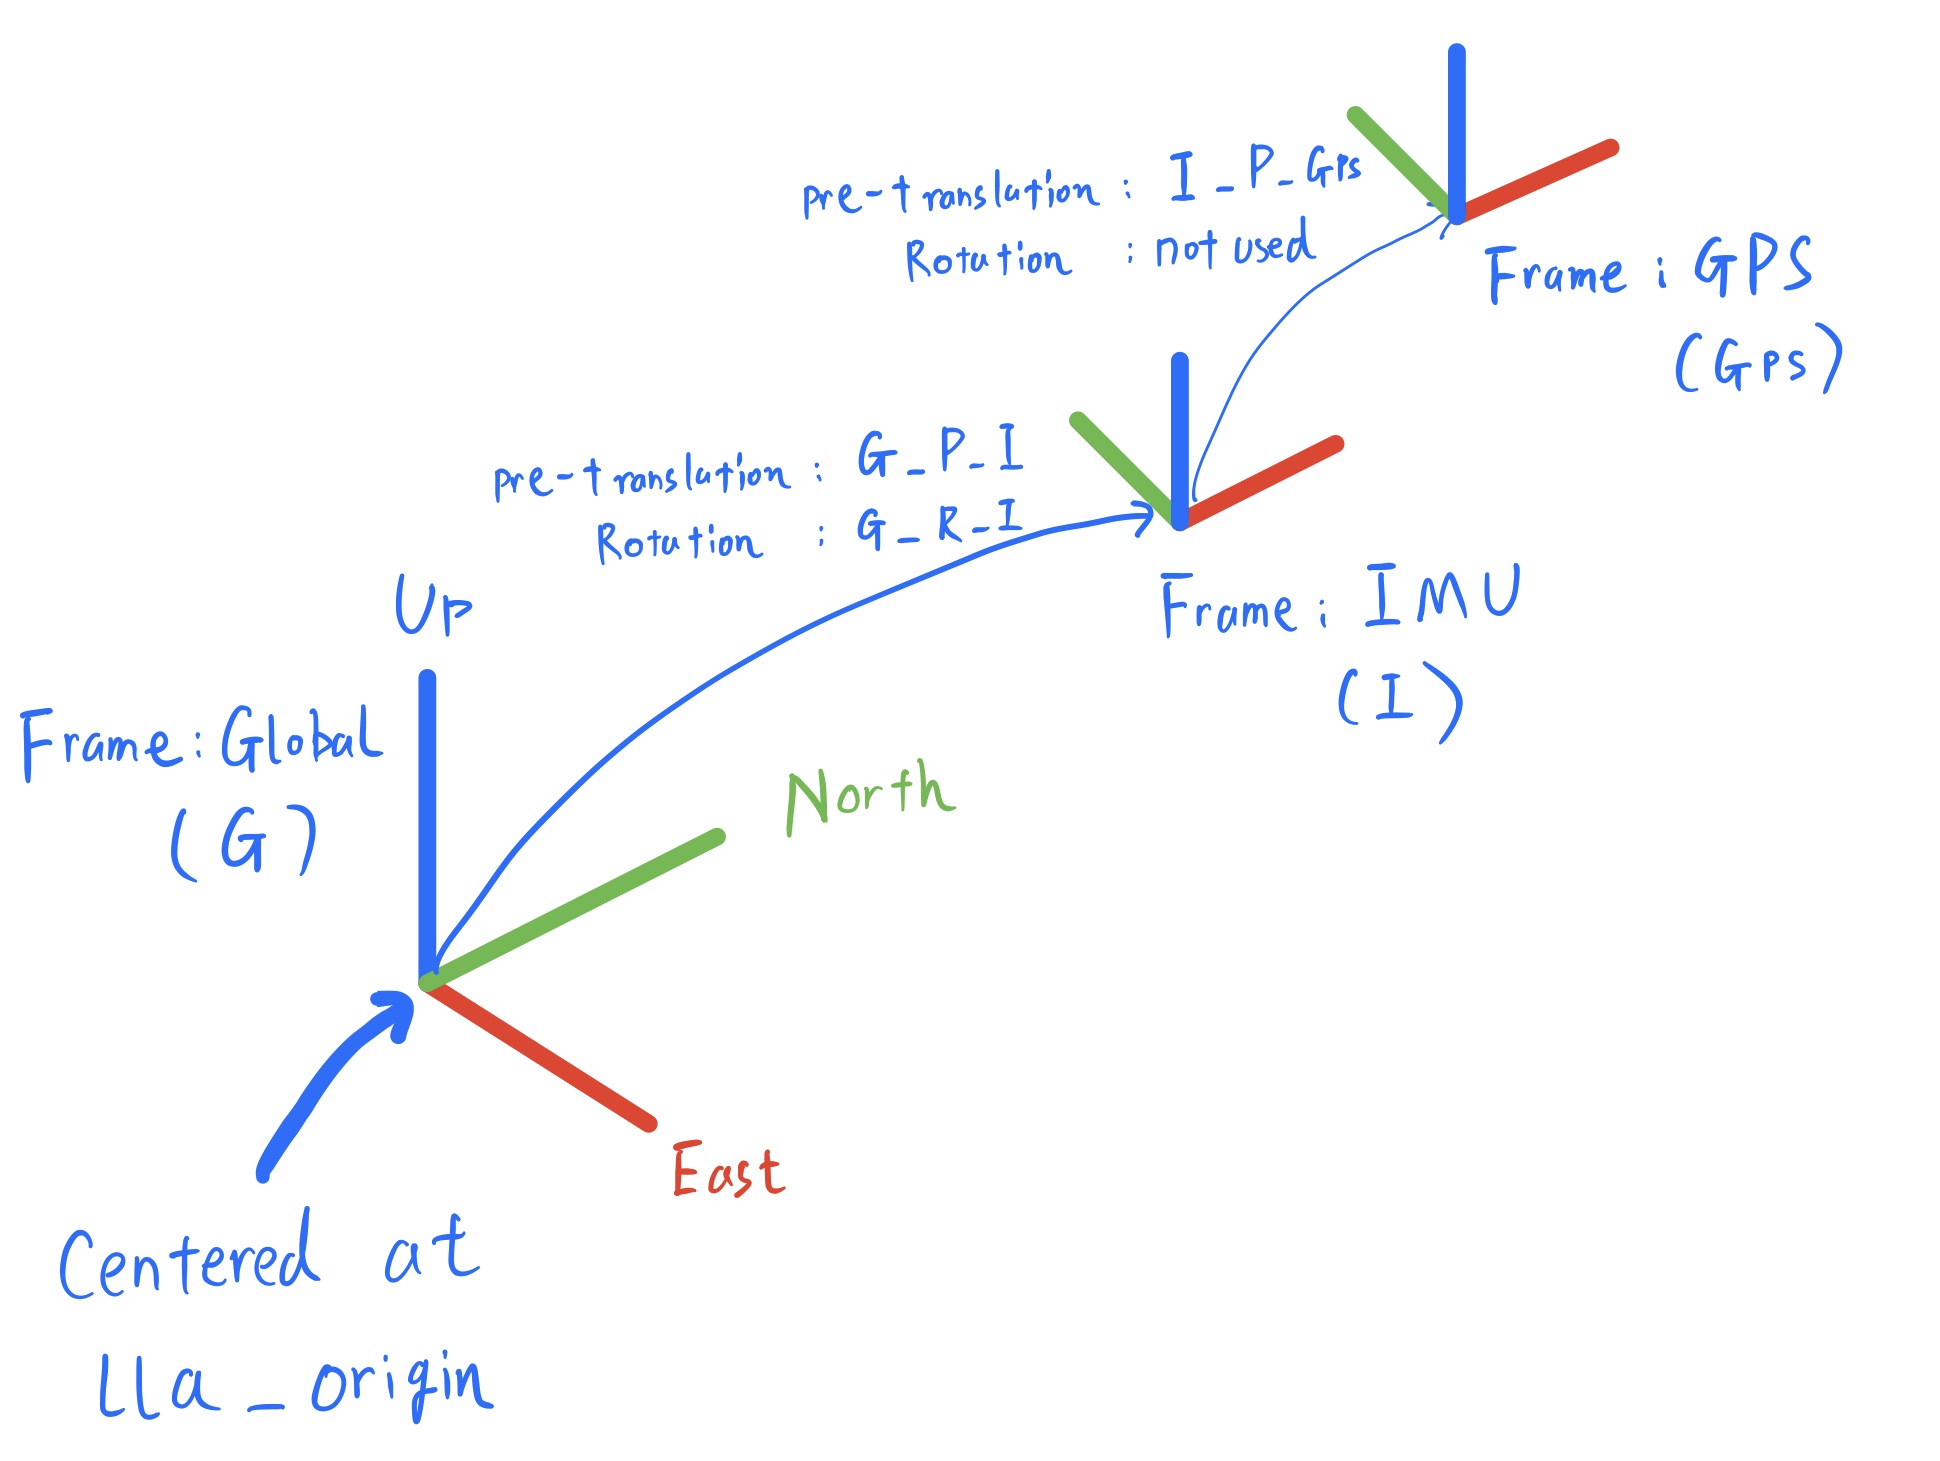 pre-translation : I_P_Gps
Rotation : not used
Frame : GPS
(Gps)
pre-translation : G_P_I
Rotation : G_R_I
Frame : IMU
(I)
Up
Frame : Global
(G)
North
East
Centered at
lla_origin